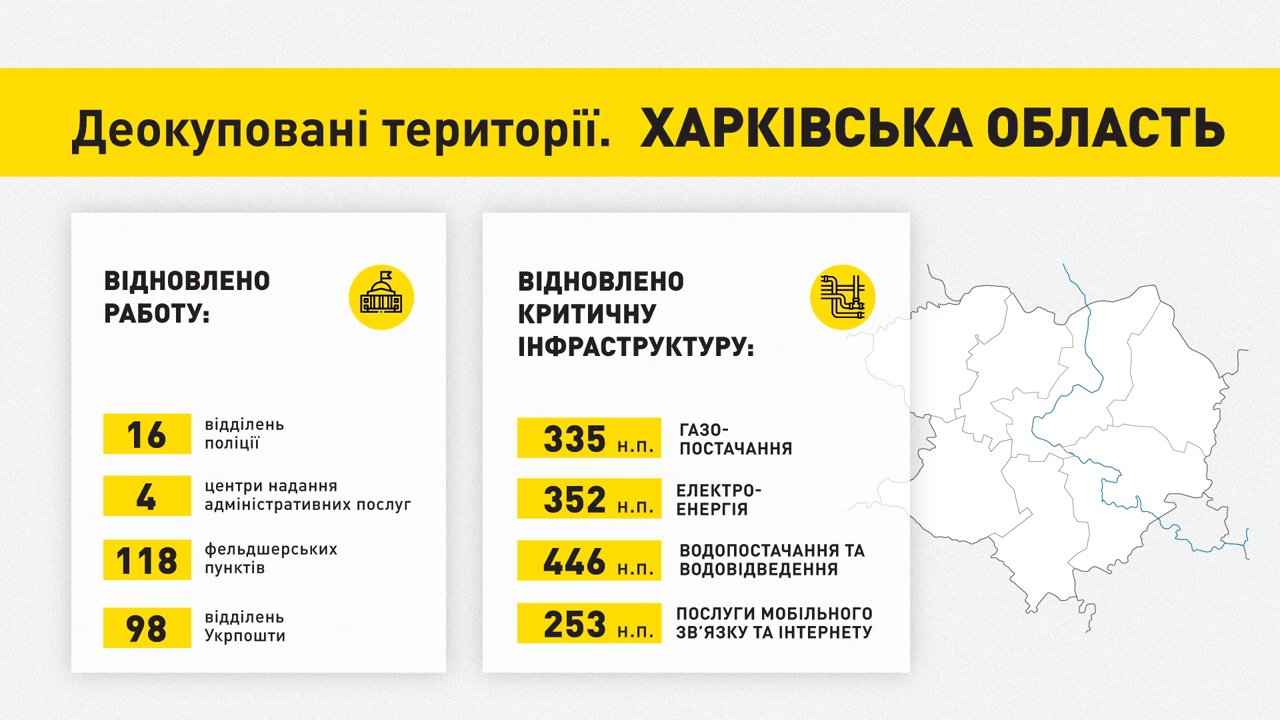 Деокуповані території. ХАРКІВСЬКА ОБЛАСТЬ
ВІДНОВЛЕНО
РАБОТУ:
16
відділень
поліції
4
центри надання
адміністративних послуг
118
фельдшерських
пунктів
98
відділень
Укрпошти
ВІДНОВЛЕНО
КРИТИЧНУ
ІНФРАСТРУКТУРУ:
335 н.п.
ГАЗО-
ПОСТАЧАННЯ
352 н.п.
ЕЛЕКТРО-
ЕНЕРГІЯ
446 н.п.
ВОДОПОСТАЧАННЯ ТА
ВОДОВІДВЕДЕННЯ
253 н.п.
ПОСЛУГИ МОБІЛЬНОГО
ЗВ'ЯЗКУ ТА ІНТЕРНЕТУ